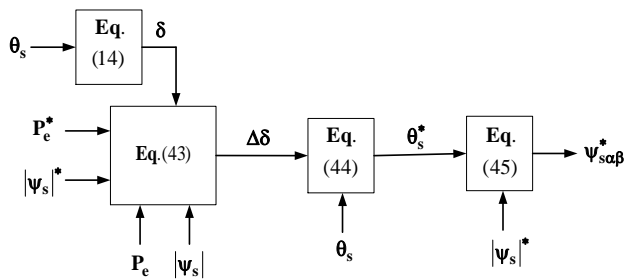 Eq.
(14)
θs
δ
Pe*
|ψs|*
Eq.(43)
Δδ
Eq.
(44)
θs*
Eq.
(45)
ψsαβ*
Pe
|ψs|
θs
|ψs|*